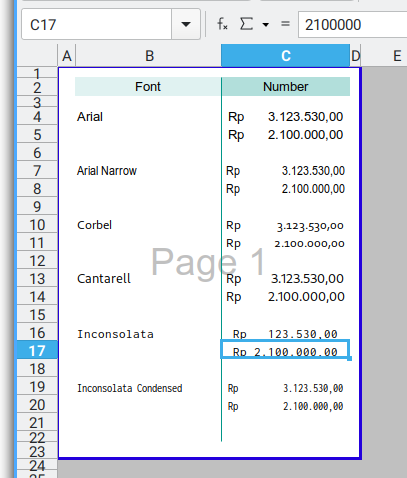 C17 fx Σ = 2100000
A B C D E
1
2 Font Number
3
4 Arial Rp 3.123.530,00
5 Rp 2.100.000,00
6
7 Arial Narrow Rp 3.123.530,00
8 Rp 2.100.000,00
9
10 Corbel Rp 3.123.530,00
11 Rp 2.100.000,00
12 Page 1
13 Cantarell Rp 3.123.530,00
14 Rp 2.100.000,00
15
16 Inconsolata Rp 123.530,00
17 Rp 2.100.000,00
18
19 Inconsolata Condensed Rp 3.123.530,00
20 Rp 2.100.000,00
21
22
23
24